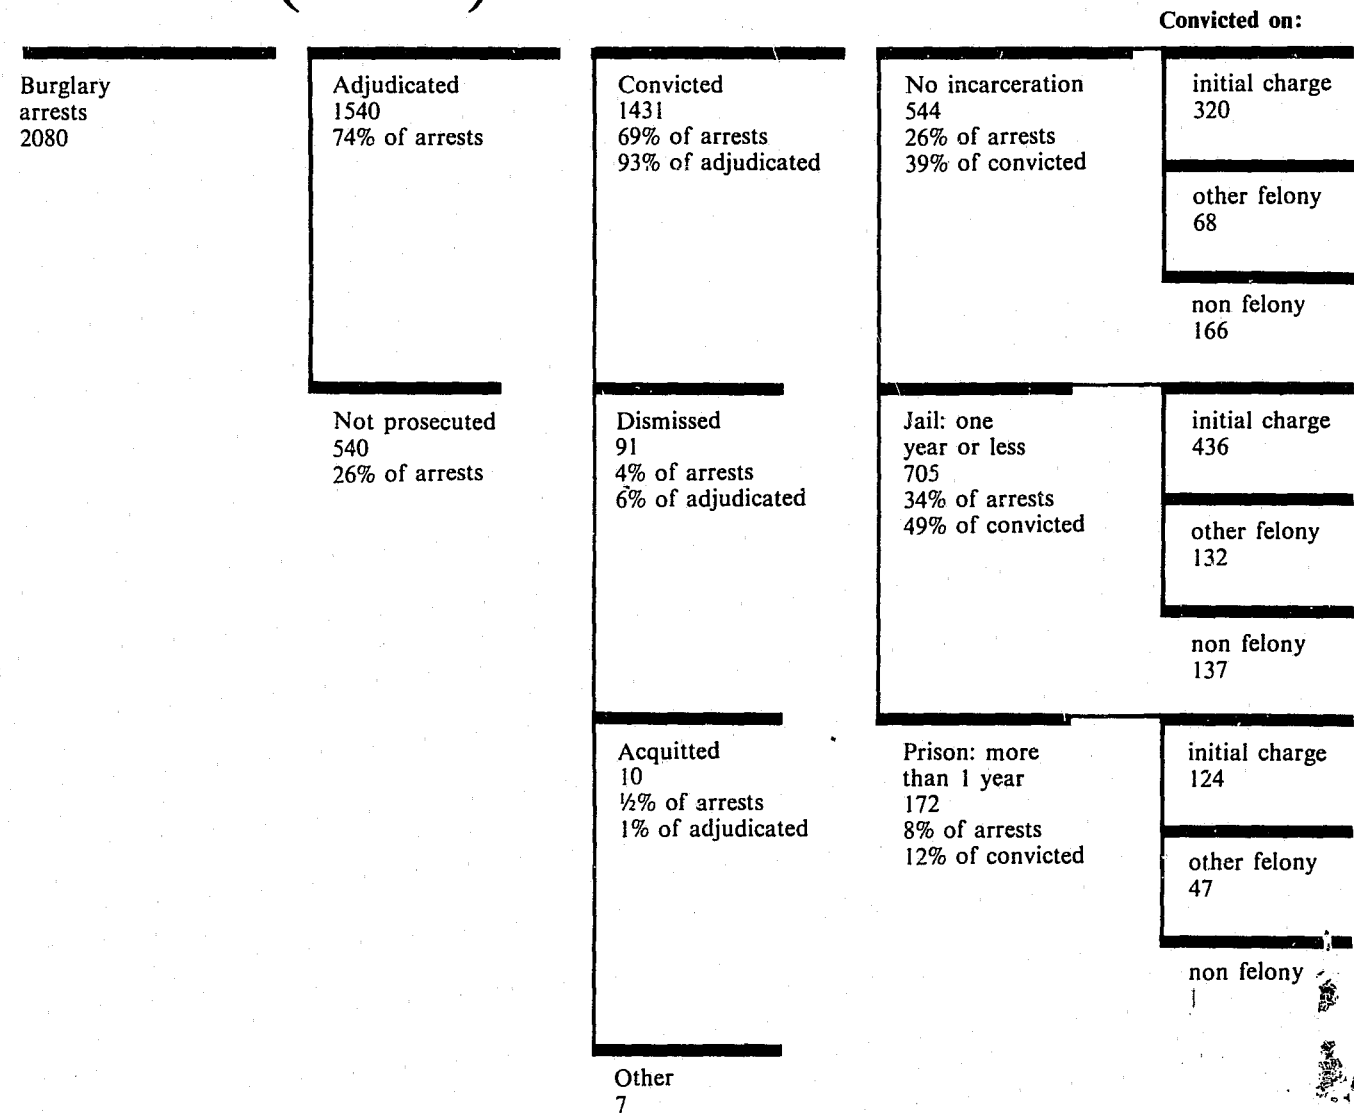 Convicted on:
Burglary
arrests
2080
Adjudicated
1540
74% of arrests
Not prosecuted
540
26% of arrests
Convicted
1431
69% of arrests
93% of adjudicated
Dismissed
91
4% of arrests
6% of adjudicated
Acquitted
10
½% of arrests
1% of adjudicated
Other
7
No incarceration
544
26% of arrests
39% of convicted
initial charge
320
other felony
68
non felony
166
Jail: one
year or less
705
34% of arrests
49% of convicted
initial charge
436
other felony
132
non felony
137
Prison: more
than 1 year
172
8% of arrests
12% of convicted
initial charge
124
other felony
47
non felony
1